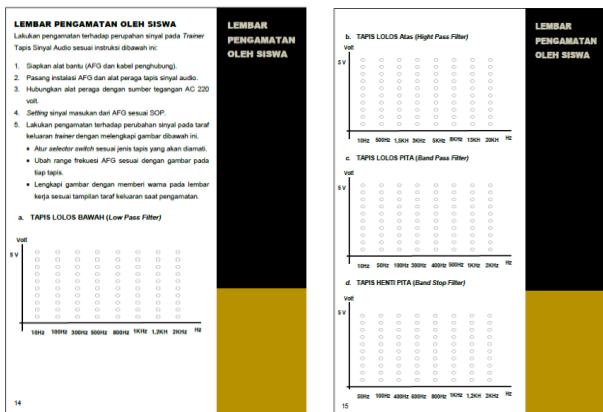 LEMBAR PENGAMATAN OLEH SISWA
Lakukan pengamatan terhadap perupahan sinyal pada Trainer
Tapis Sinyal Audio sesuai instruksi dibawah ini:
1. Siapkan alat bantu (AFG dan kabel penghubung).
2. Pasang instalasi AFG dan alat peraga tapis sinyal audio.
3. Hubungkan alat peraga dengan sumber tegangan AC 220
volt.
4. Setting sinyal masukan dari AFG sesuai SOP.
5. Lakukan pengamatan terhadap perubahan sinyal pada taraf
keluaran trainer dengan melengkapi gambar dibawah ini.
• Atur selector switch sesuai jenis tapis yang akan diamati.
• Ubah range frekuesi AFG sesuai dengan gambar pada
tiap tapis.
• Lengkapi gambar dengan memberi warna pada lembar
kerja sesuai tampilan taraf keluaran saat pengamatan.
a. TAPIS LOLOS BAWAH (Low Pass Filter)
Volt
5 V
10Hz 100Hz 300Hz 500Hz 800Hz 1KHz 1,2KH 2KHz Hz
14
LEMBAR
PENGAMATAN
OLEH SISWA
b. TAPIS LOLOS Atas (Hight Pass Filter)
Volt
5 V
10Hz 500Hz 1,5KH 3KHz 5KHz 8KHz 15KH 20KH Hz
c. TAPIS LOLOS PITA (Band Pass Filter)
Volt
5 V
10Hz 50Hz 100Hz 300Hz 400Hz 500Hz 1KHz 2KHz Hz
d. TAPIS HENTI PITA (Band Stop Filter)
Volt
5 V
50Hz 100Hz 400Hz 600Hz 800Hz 1KHz 1,2KH 2KHz Hz
15
LEMBAR
PENGAMATAN
OLEH SISWA